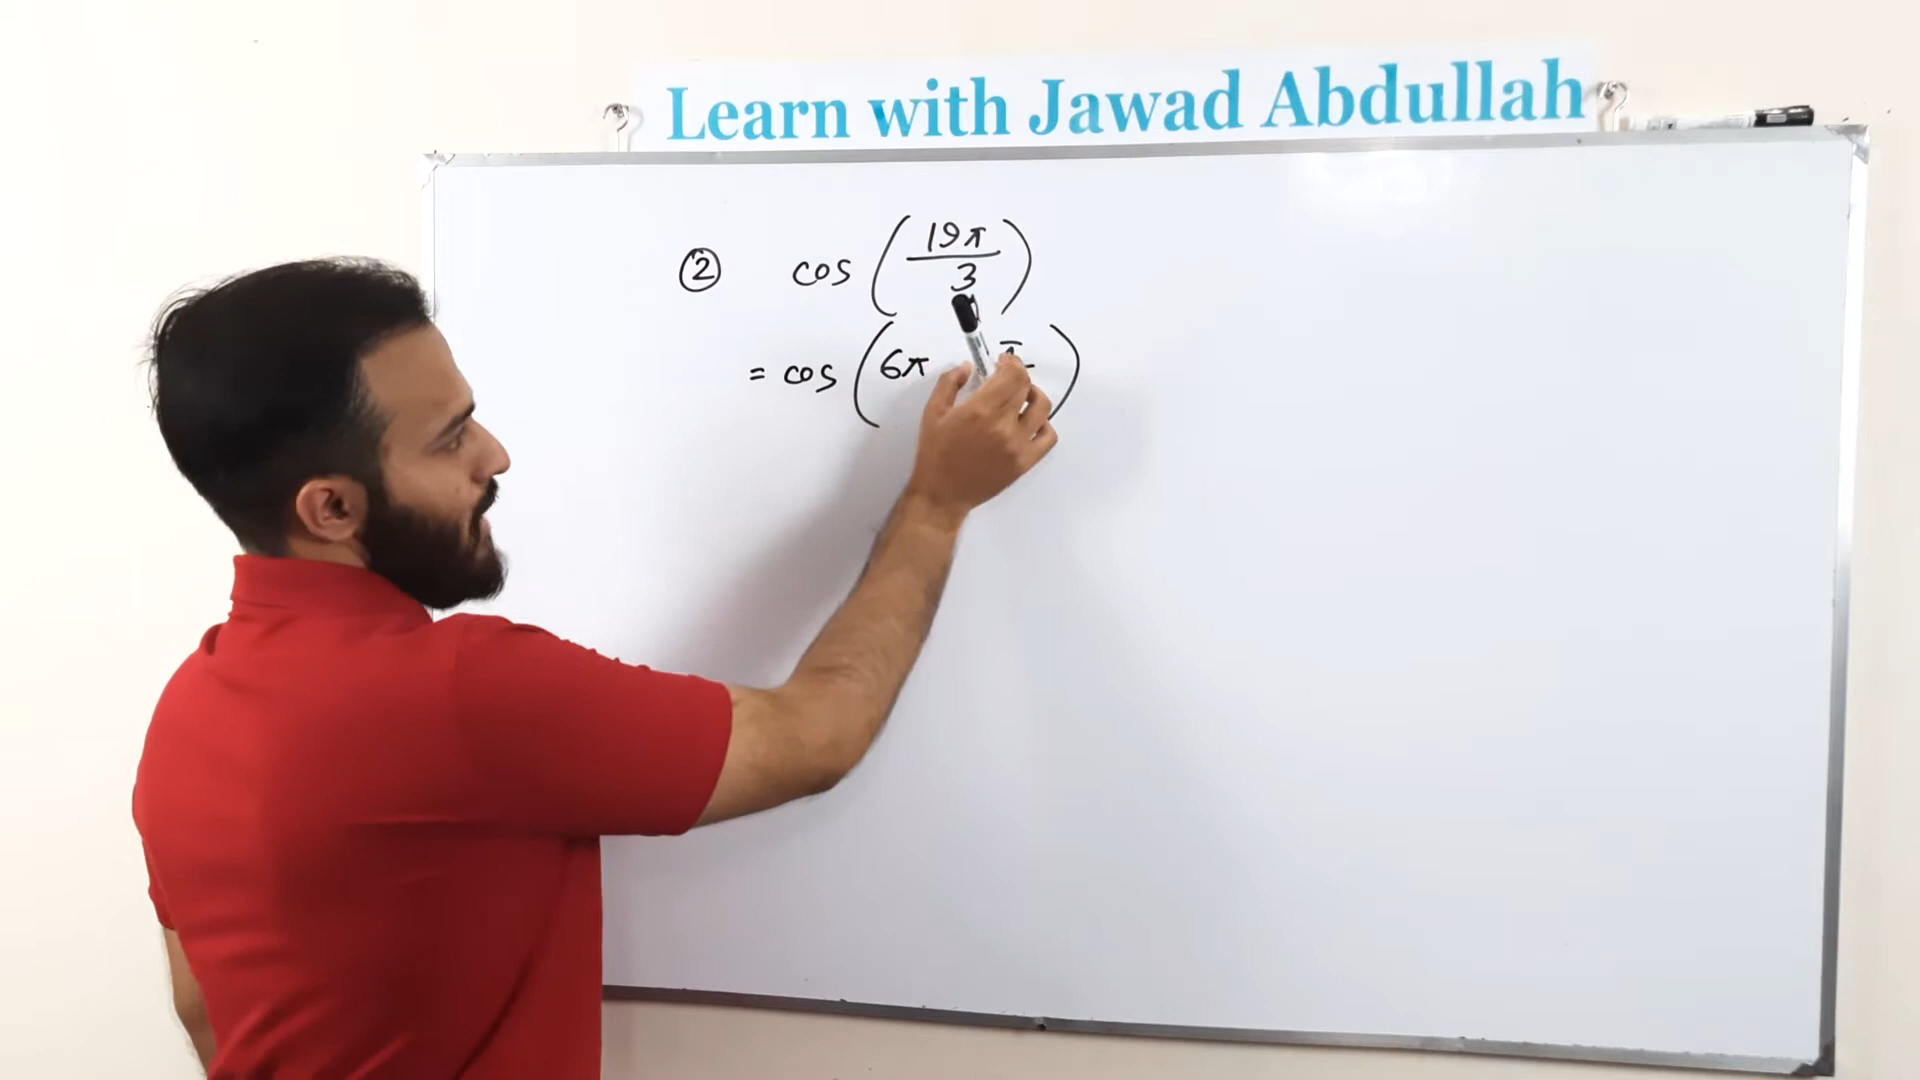 Learn with Jawad Abdullah
② cos (19π/3)
= cos (6π π)